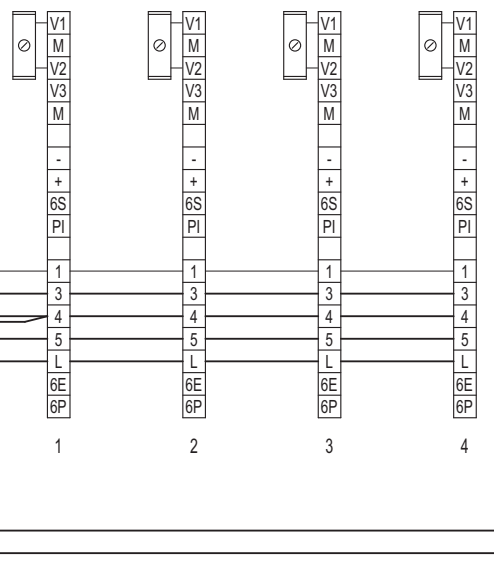 V1 V1 V1 V1
M M M M
V2 V2 V2 V2
V3 V3 V3 V3
M M M M
- - - -
+ + + +
6S 6S 6S 6S
PI PI PI PI
1 1 1 1
3 3 3 3
4 4 4 4
5 5 5 5
L L L L
6E 6E 6E 6E
6P 6P 6P 6P
1 2 3 4